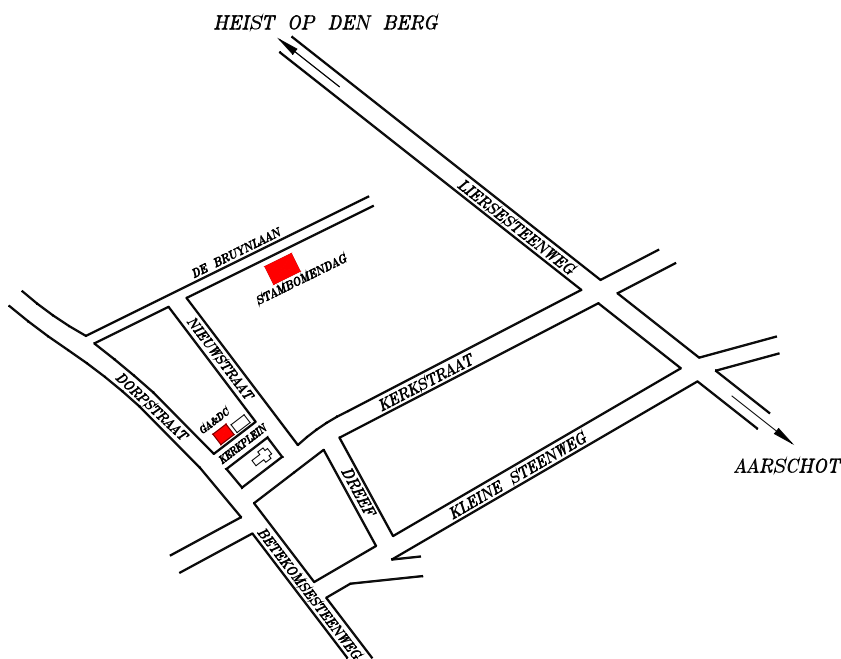 HEIST OP DEN BERG
LIERSESTEENWEG
DE BRUYNLAAN
STAMBOMENDAG
NIEUWSTRAAT
DORPSTRAAT
KERKSTRAAT
GA&DC
KERKPLEIN
DREEF
KLEINE STEENWEG
AARSCHOT
BETEKOMSESTEENWEG